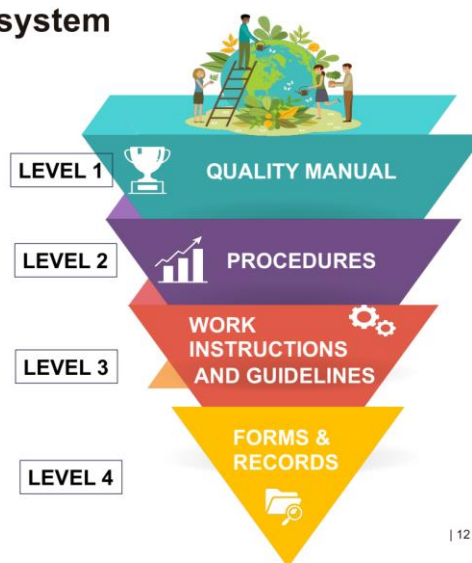 system
LEVEL 1
QUALITY MANUAL
LEVEL 2
PROCEDURES
LEVEL 3
WORK
INSTRUCTIONS
AND GUIDELINES
LEVEL 4
FORMS &
RECORDS
| 12